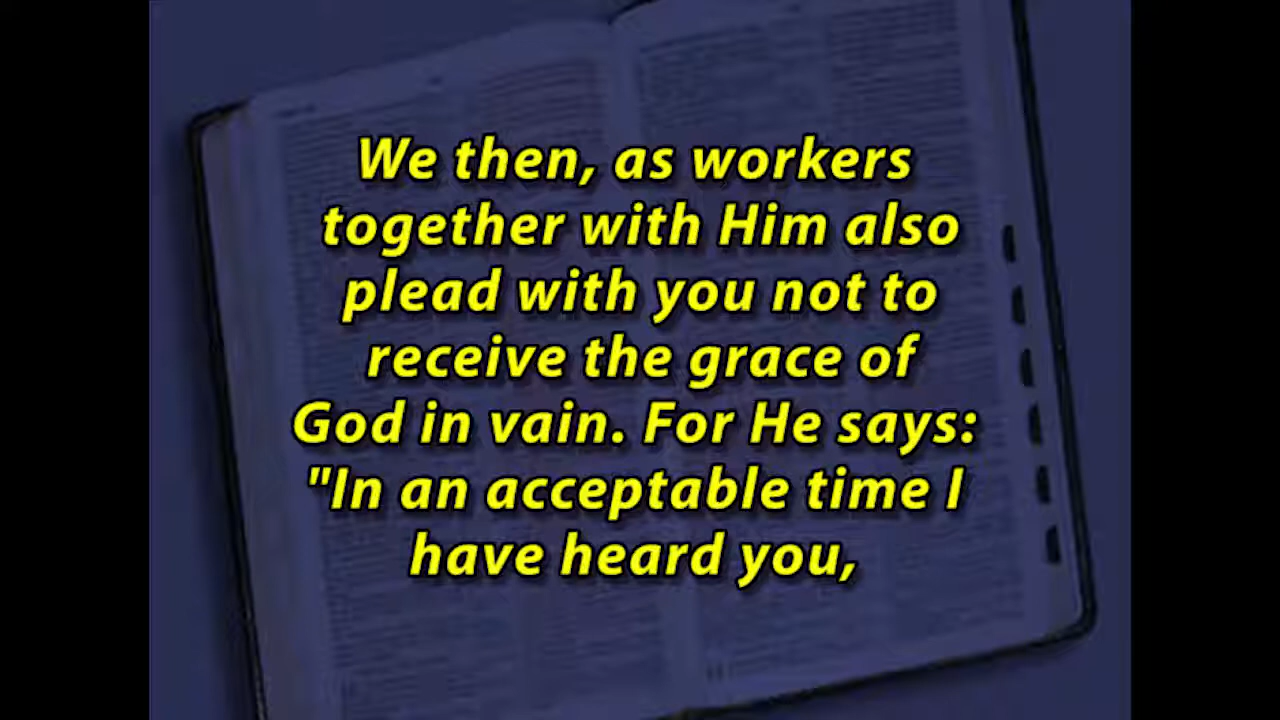 We then, as workers
together with Him also
plead with you not to
receive the grace of
God in vain. For He says:
"In an acceptable time I
have heard you,